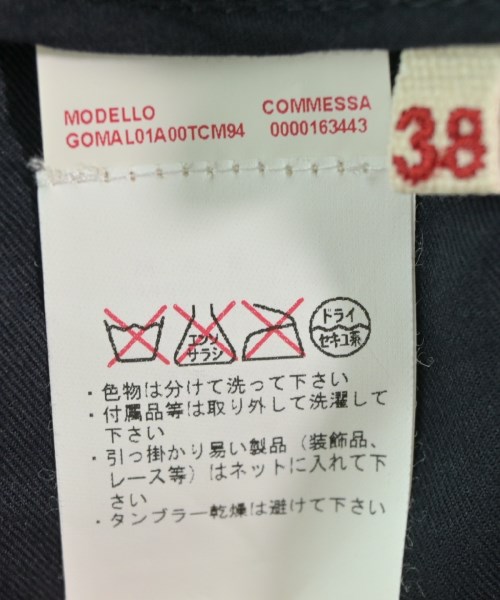 MODELLO
GOMAL01A00TCM94
COMMESSA
0000163443
38
エンソ
サラシ
ドライ
セキユ系
・色物は分けて洗って下さい
・付属品等は取り外して洗濯して
下さい
・引っ掛かり易い製品（装飾品、
レース等）はネットに入れて下
さい
・タンブラー乾燥は避けて下さい